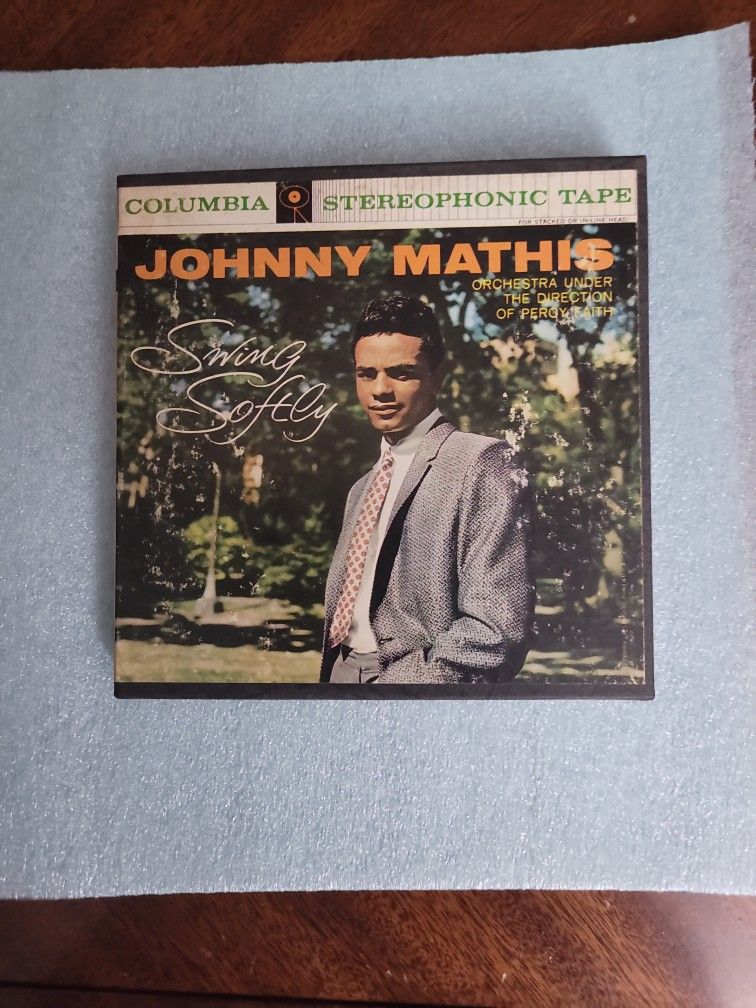 COLUMBIA STEREOPHONIC TAPE
FOR STACKED OR IN-LINE HEAD
JOHNNY MATHIS
ORCHESTRA UNDER
THE DIRECTION
OF PERCY FAITH
Swing
Softly